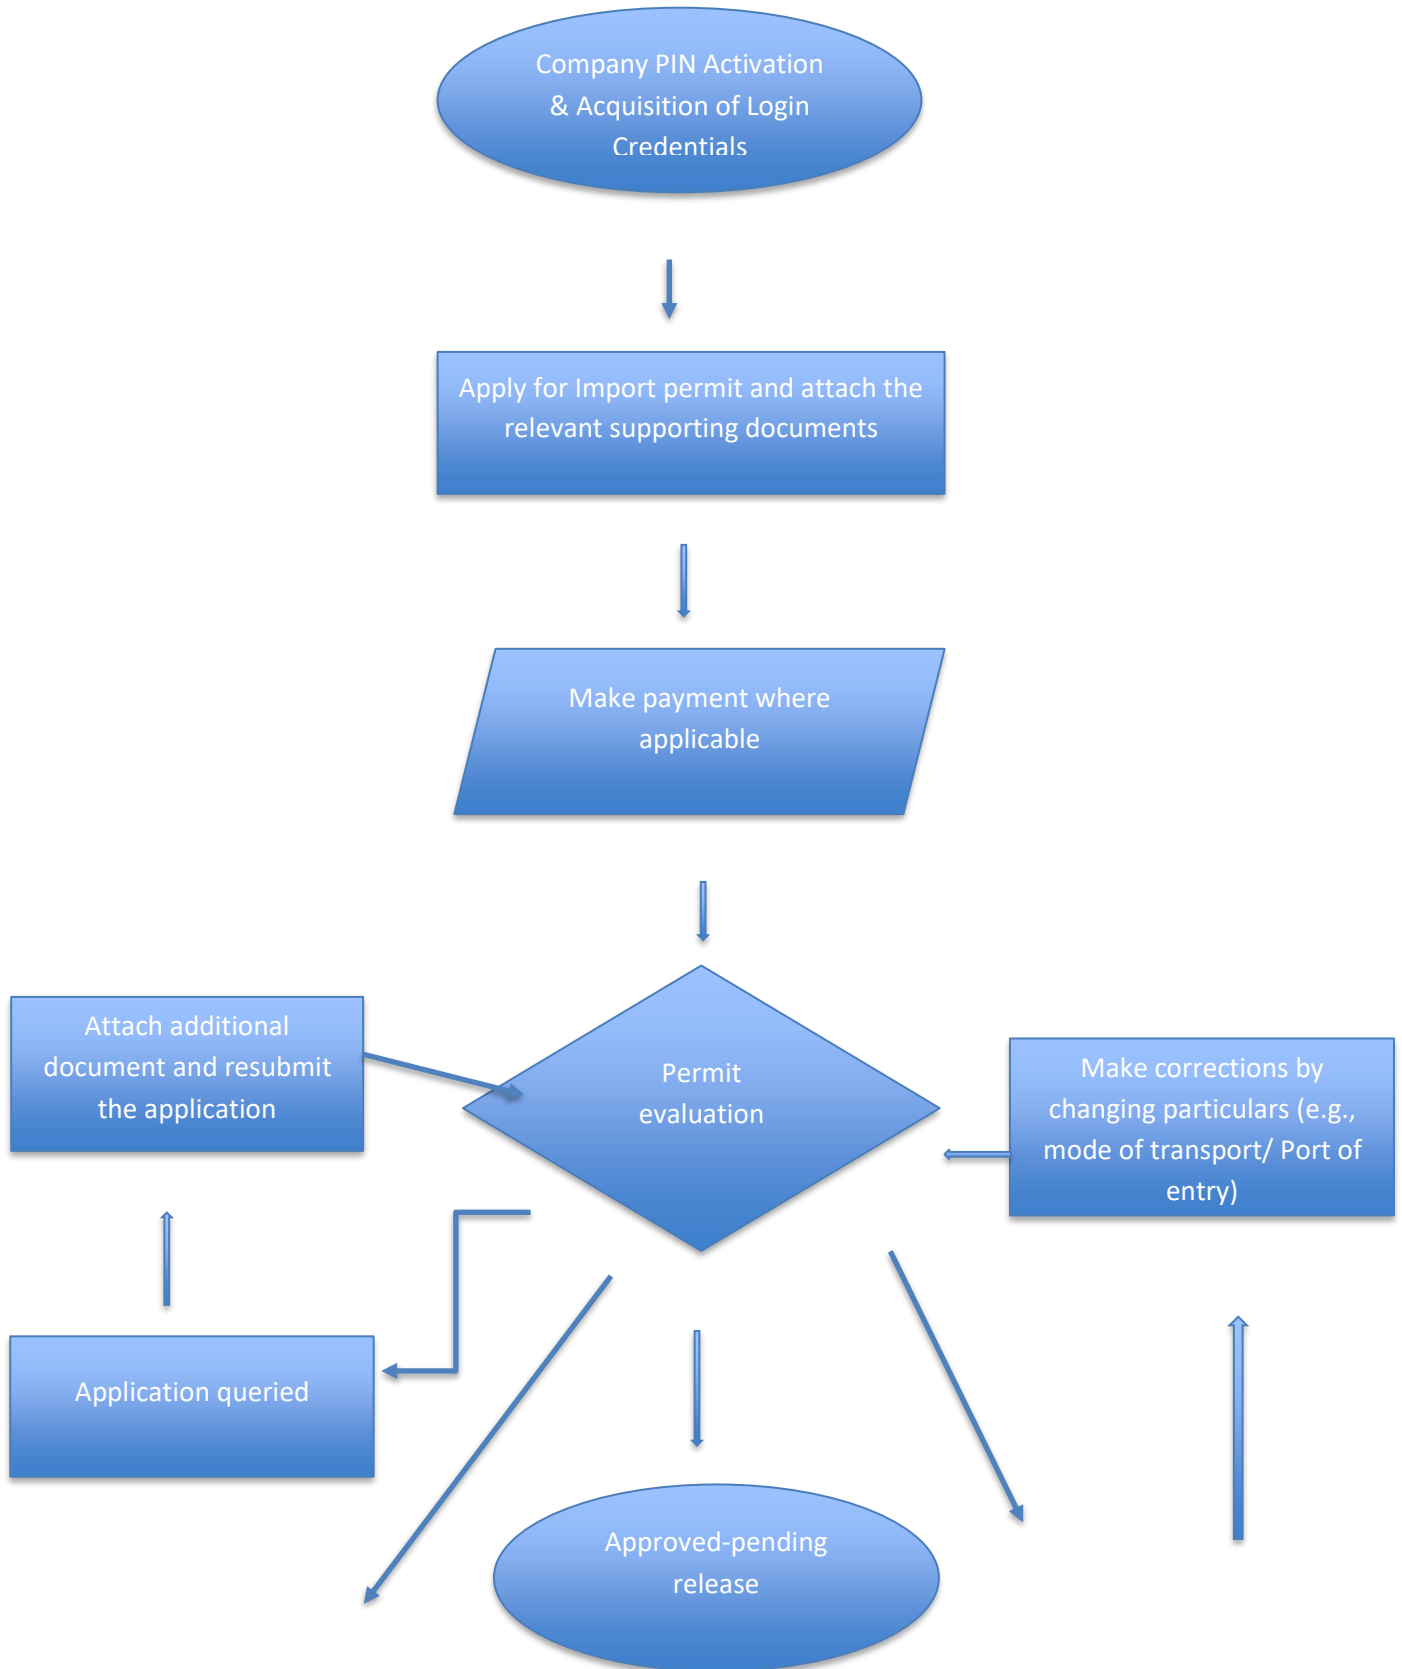 Company PIN Activation
& Acquisition of Login
Credentials
Apply for Import permit and attach the
relevant supporting documents
Make payment where
applicable
Attach additional
document and resubmit
the application
Permit
evaluation
Make corrections by
changing particulars (e.g.,
mode of transport/ Port of
entry)
Application queried
Approved-pending
release